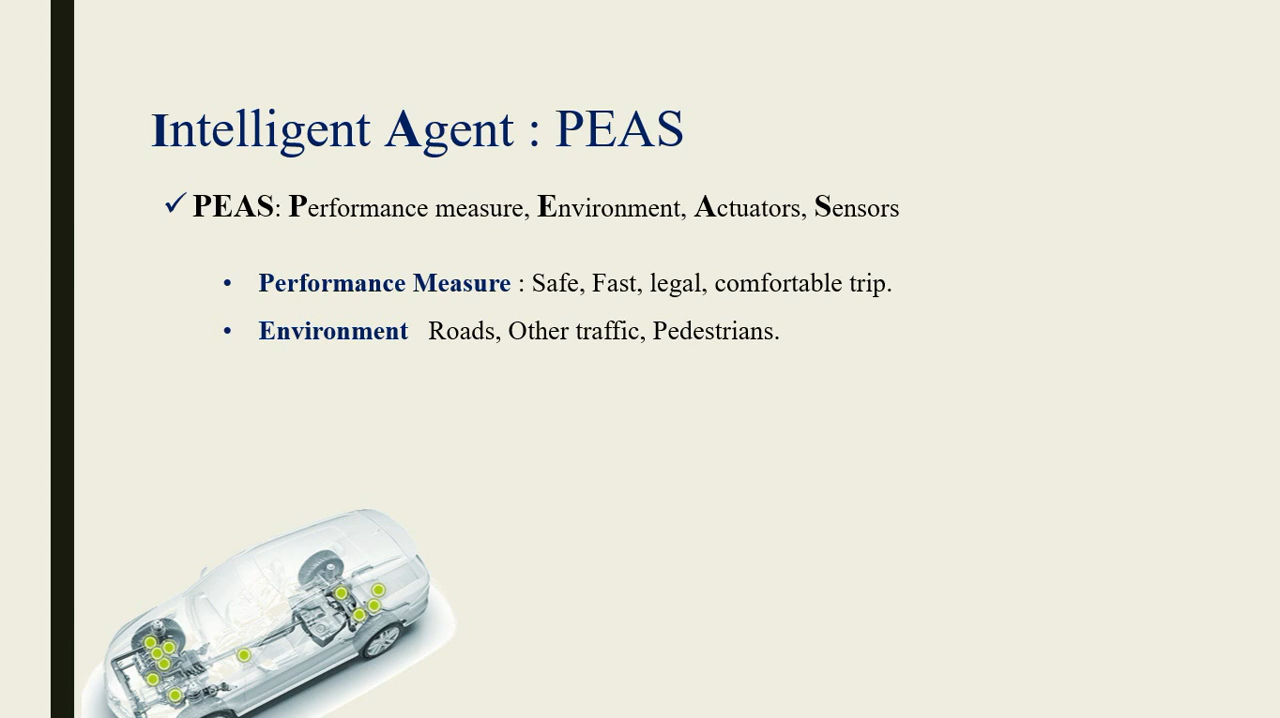 Intelligent Agent : PEAS
✓ PEAS: Performance measure, Environment, Actuators, Sensors
• Performance Measure : Safe, Fast, legal, comfortable trip.
• Environment Roads, Other traffic, Pedestrians.